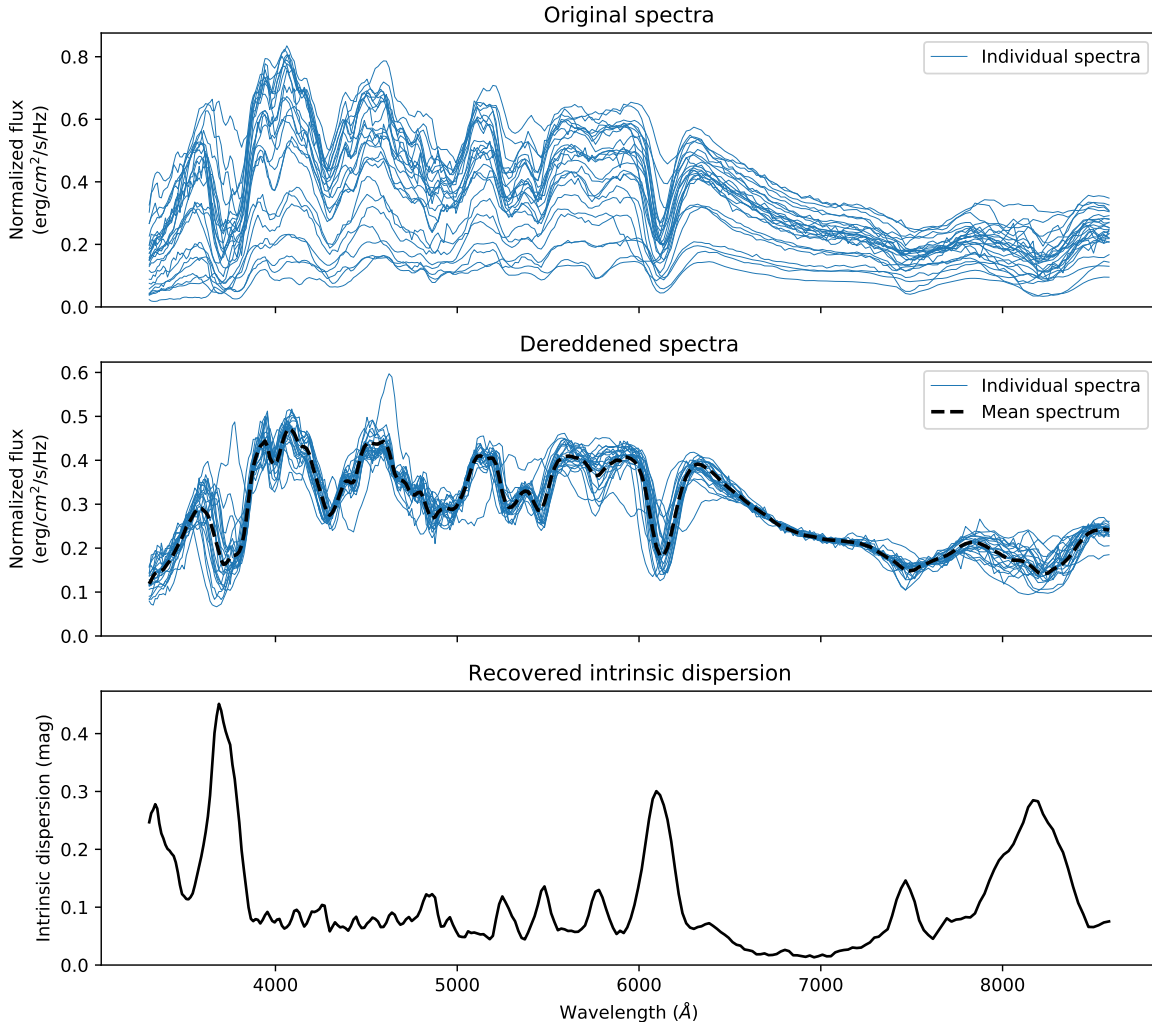 Original spectra
Normalized flux
(erg/cm²/s/Hz)
0.8
0.6
0.4
0.2
0.0
Individual spectra
Dereddened spectra
Normalized flux
(erg/cm²/s/Hz)
0.6
0.5
0.4
0.3
0.2
0.1
0.0
Individual spectra
Mean spectrum
Recovered intrinsic dispersion
Intrinsic dispersion (mag)
0.4
0.3
0.2
0.1
0.0
4000 5000 6000 7000 8000
Wavelength (Å)